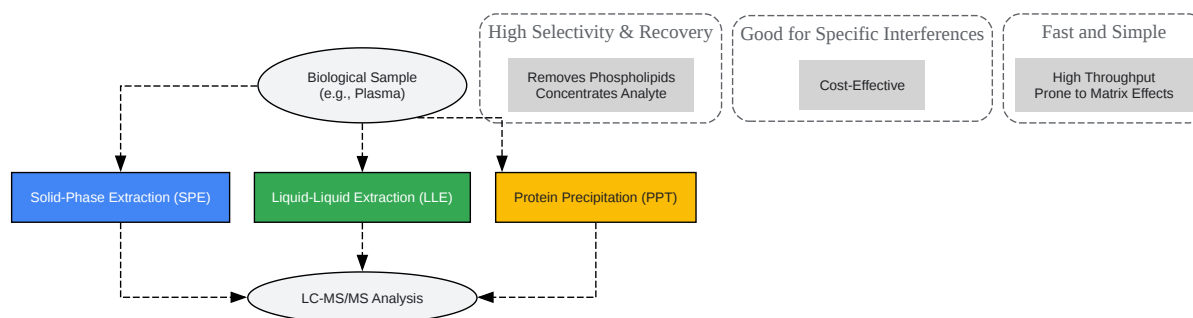 High Selectivity & Recovery
Removes Phospholipids
Concentrates Analyte
Good for Specific Interferences
Cost-Effective
Fast and Simple
High Throughput
Prone to Matrix Effects
Biological Sample
(e.g., Plasma)
Solid-Phase Extraction (SPE)
Liquid-Liquid Extraction (LLE)
Protein Precipitation (PPT)
LC-MS/MS Analysis